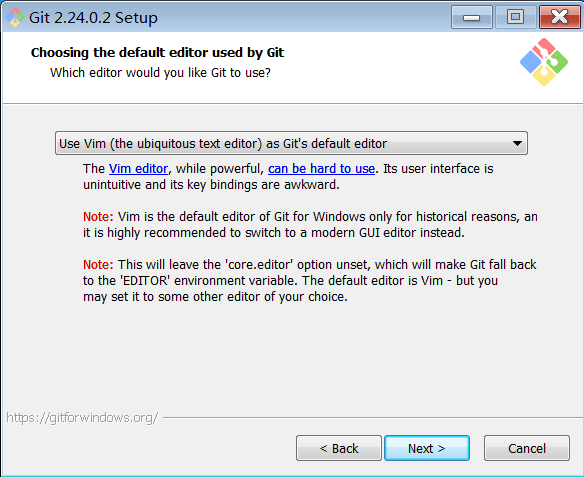 Git 2.24.0.2 Setup
Choosing the default editor used by Git
Which editor would you like Git to use?
Use Vim (the ubiquitous text editor) as Git's default editor
The Vim editor, while powerful, can be hard to use. Its user interface is
unintuitive and its key bindings are awkward.
Note: Vim is the default editor of Git for Windows only for historical reasons, an
it is highly recommended to switch to a modern GUI editor instead.
Note: This will leave the 'core.editor' option unset, which will make Git fall back
to the 'EDITOR' environment variable. The default editor is Vim - but you
may set it to some other editor of your choice.
https://gitforwindows.org/
< Back
Next >
Cancel